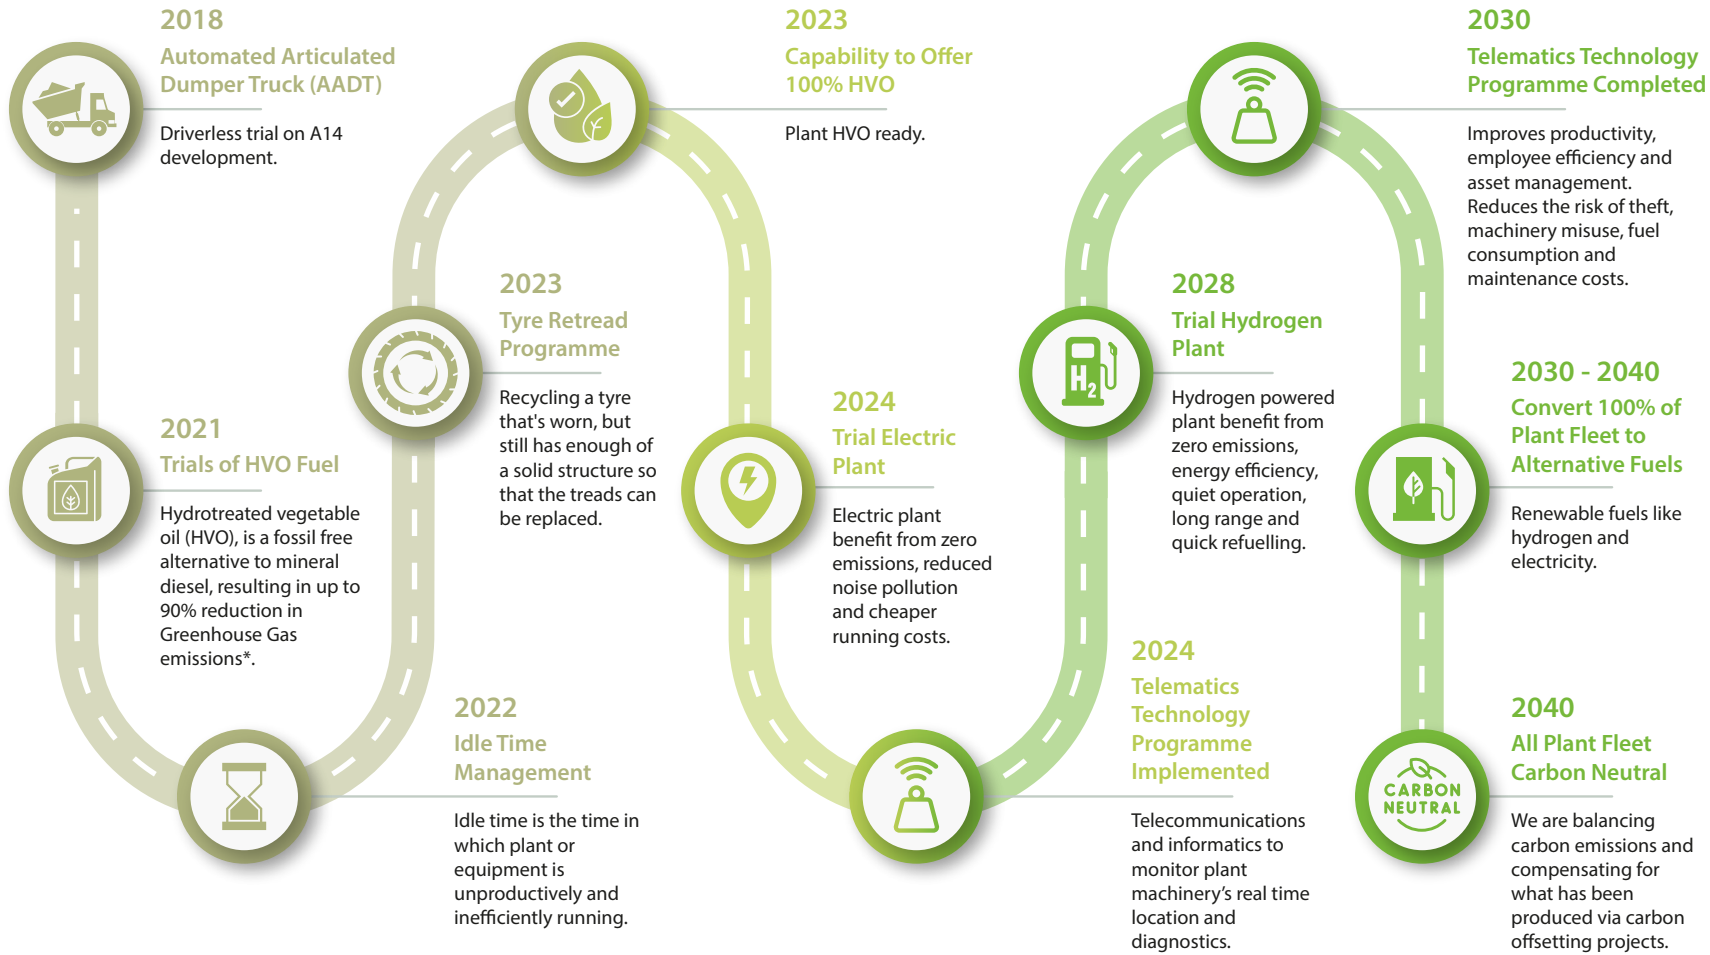 2018
Automated Articulated
Dumper Truck (AADT)
Driverless trial on A14
development.
2021
Trials of HVO Fuel
Hydrotreated vegetable
oil (HVO), is a fossil free
alternative to mineral
diesel, resulting in up to
90% reduction in
Greenhouse Gas
emissions*.
2022
Idle Time
Management
Idle time is the time in
which plant or
equipment is
unproductively and
inefficiently running.
2023
Tyre Retread
Programme
Recycling a tyre
that's worn, but
still has enough of
a solid structure so
that the treads can
be replaced.
2023
Capability to Offer
100% HVO
Plant HVO ready.
2024
Trial Electric
Plant
Electric plant
benefit from zero
emissions, reduced
noise pollution
and cheaper
running costs.
2024
Telematics
Technology
Programme
Implemented
Telecommunications
and informatics to
monitor plant
machinery’s real time
location and
diagnostics.
H2
2028
Trial Hydrogen
Plant
Hydrogen powered
plant benefit from
zero emissions,
energy efficiency,
quiet operation,
long range and
quick refuelling.
2030
Telematics Technology
Programme Completed
Improves productivity,
employee efficiency and
asset management.
Reduces the risk of theft,
machinery misuse, fuel
consumption and
maintenance costs.
2030 - 2040
Convert 100% of
Plant Fleet to
Alternative Fuels
Renewable fuels like
hydrogen and
electricity.
CARBON
NEUTRAL
2040
All Plant Fleet
Carbon Neutral
We are balancing
carbon emissions and
compensating for
what has been
produced via carbon
offsetting projects.